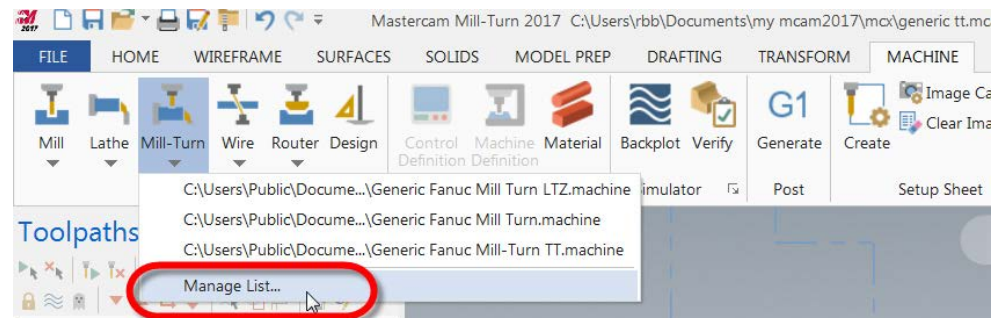 2017
Mastercam Mill-Turn 2017 C:\Users\rbb\Documents\my mcam2017\mcx\generic tt.mc
FILE HOME WIREFRAME SURFACES SOLIDS MODEL PREP DRAFTING TRANSFORM MACHINE
G1
Image Ca
Clear Ima
Mill Lathe Mill-Turn Wire Router Design Control Definition Machine Definition Material Backplot Verify Generate Create
Simulator Post Setup Sheet
C:\Users\Public\Docume...\Generic Fanuc Mill Turn LTZ.machine
C:\Users\Public\Docume...\Generic Fanuc Mill Turn.machine
Toolpaths
C:\Users\Public\Docume...\Generic Fanuc Mill-Turn TT.machine
Manage List...